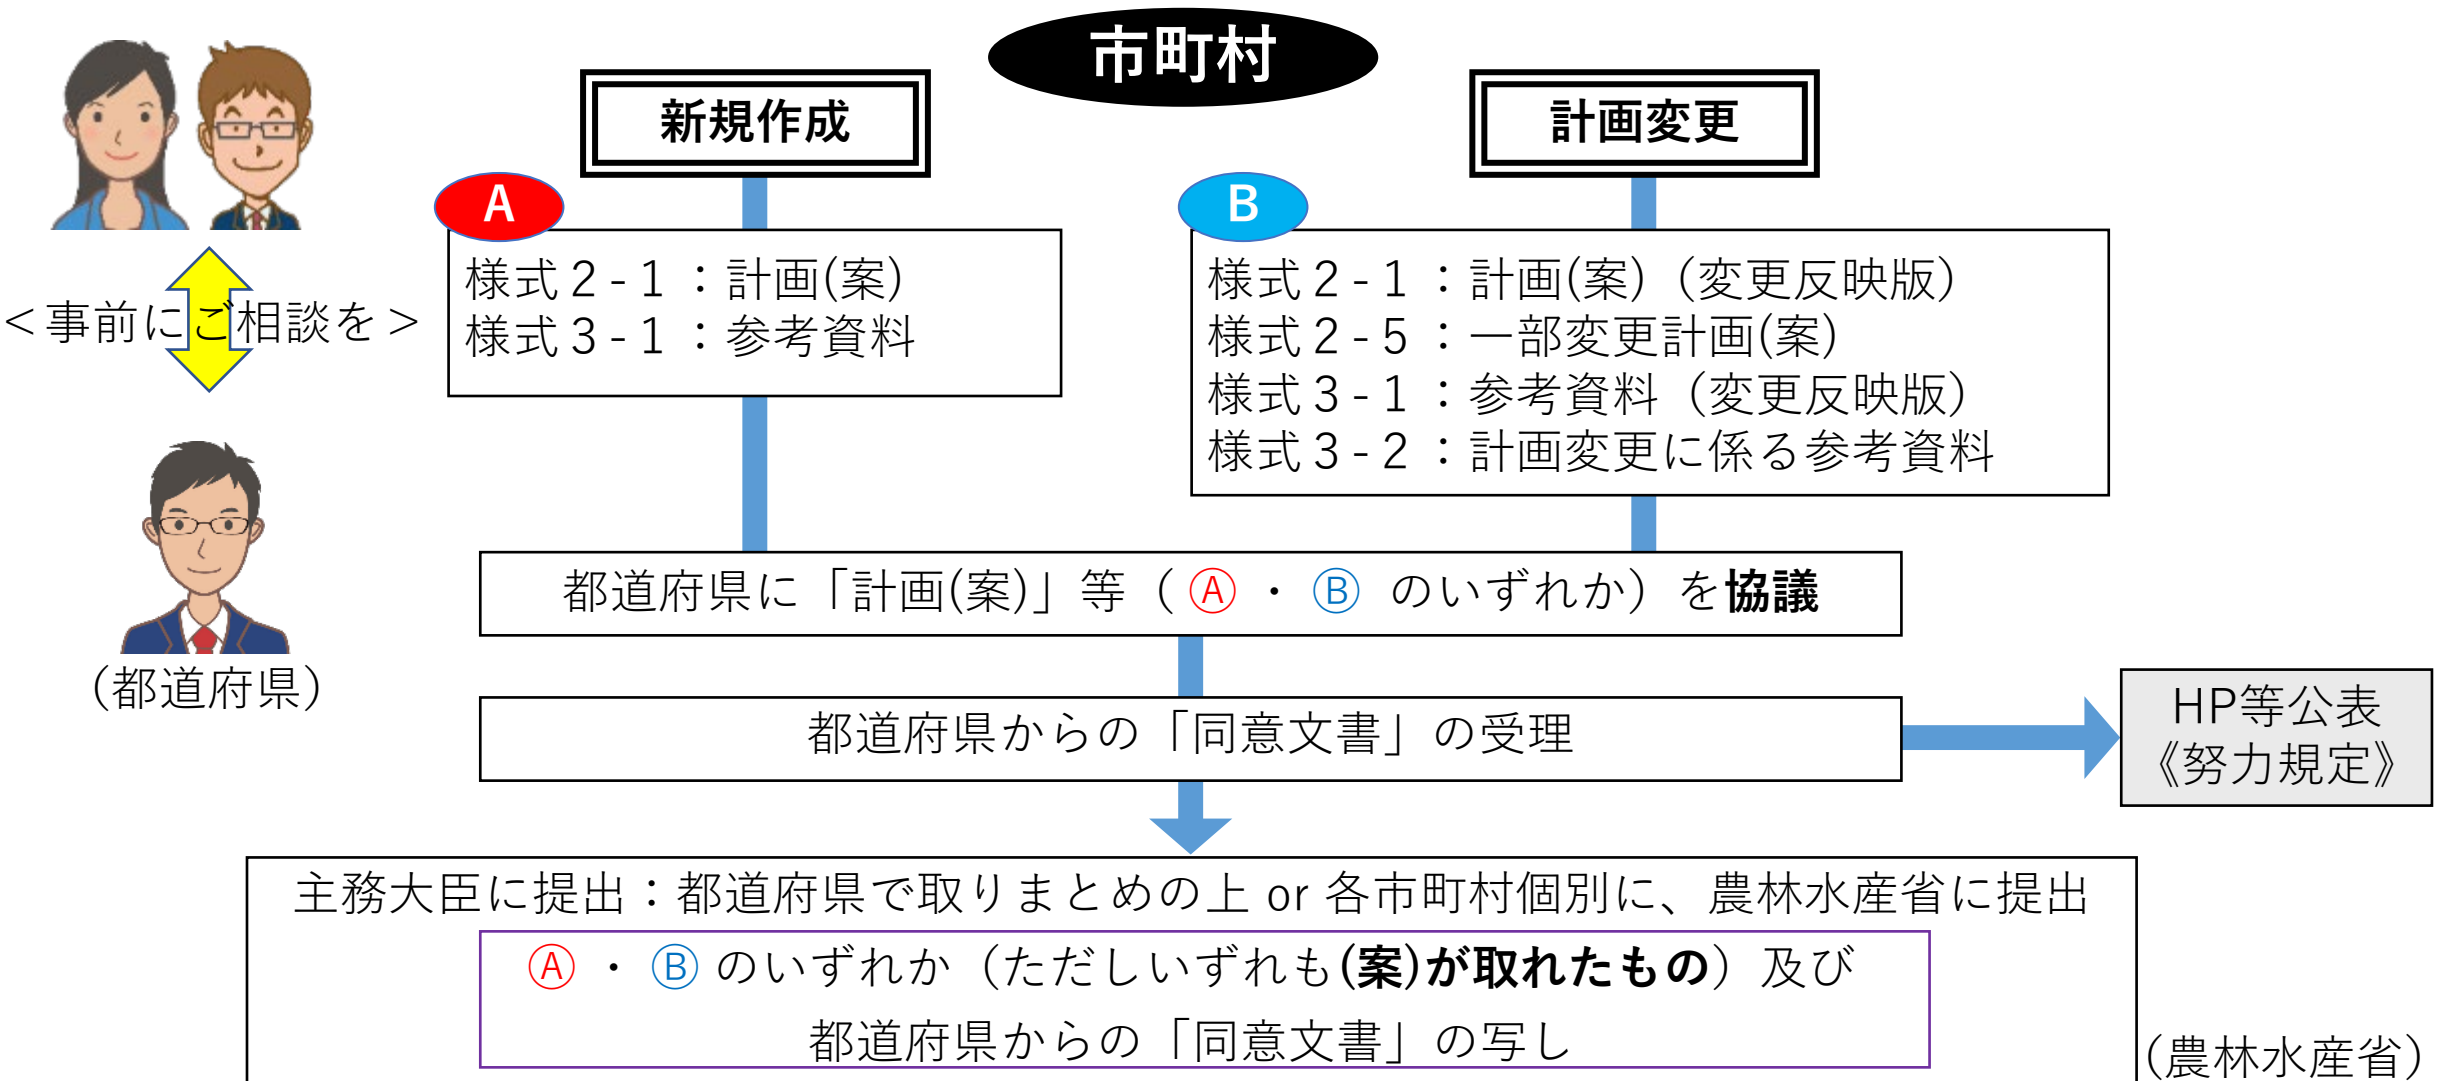 市町村
新規作成
計画変更
A
B
様式2-1：計画(案)
様式3-1：参考資料
様式2-1：計画(案)（変更反映版）
様式2-5：一部変更計画(案)
様式3-1：参考資料（変更反映版）
様式3-2：計画変更に係る参考資料
＜事前にご相談を＞
（都道府県）
都道府県に「計画(案)」等（Ⓐ・Ⓑのいずれか）を協議
都道府県からの「同意文書」の受理
HP等公表
《努力規定》
主務大臣に提出：都道府県で取りまとめの上 or 各市町村個別に、農林水産省に提出
Ⓐ・Ⓑのいずれか（ただしいずれも(案)が取れたもの）及び
都道府県からの「同意文書」の写し
（農林水産省）